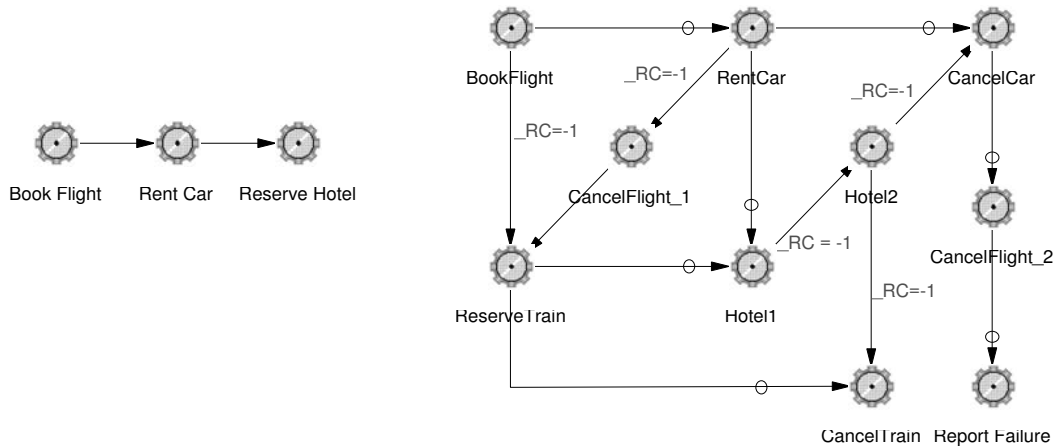 BookFlight
RentCar
CancelCar
_RC=-1
_RC=-1
_RC=-1
Book Flight
Rent Car
Reserve Hotel
CancelFlight_1
Hotel2
_RC = -1
CancelFlight_2
_RC=-1
ReserveTrain
Hotel1
CancelTrain
Report Failure